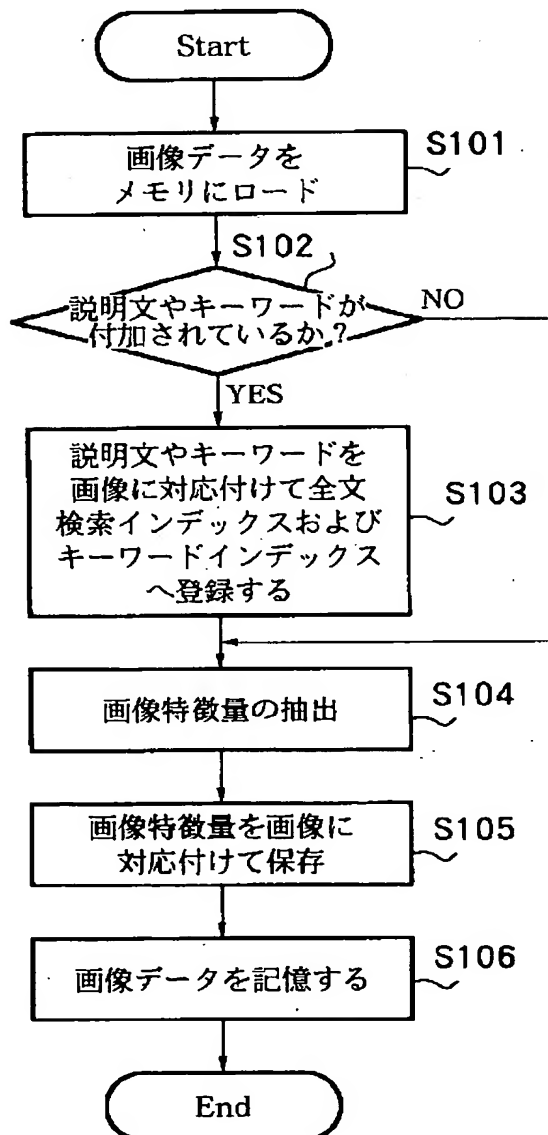 Start
画像データを
メモリにロード
S101
S102
説明文やキーワードが
付加されているか?
NO
YES
説明文やキーワードを
画像に対応付けて全文
検索インデックスおよび
キーワードインデックス
へ登録する
S103
画像特徴量の抽出
S104
画像特徴量を画像に
対応付けて保存
S105
画像データを記憶する
S106
End